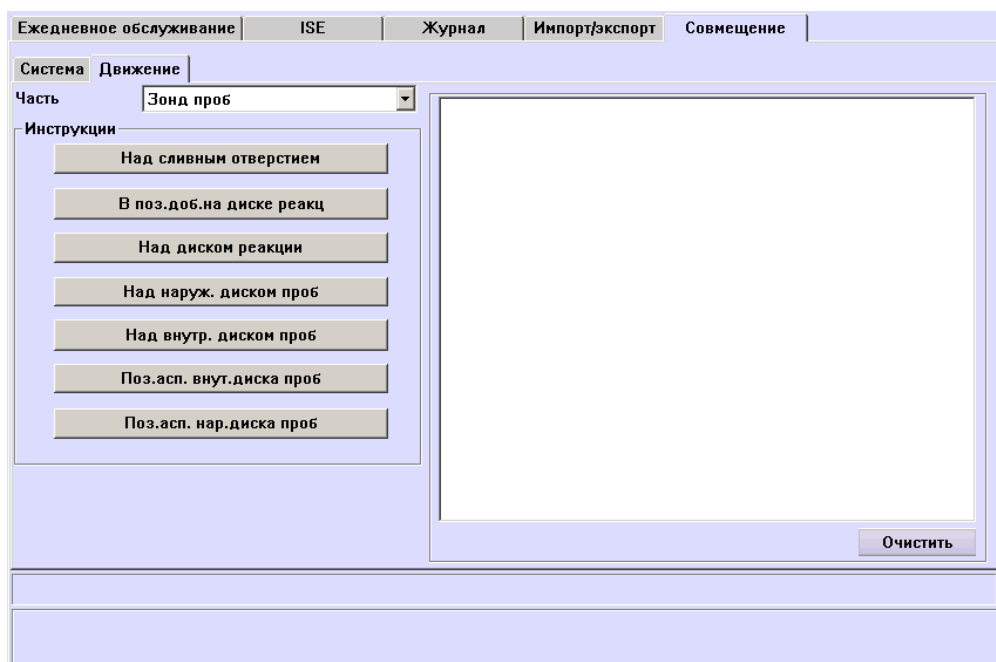 Ежедневное обслуживание ISE Журнал Импорт/экспорт Совмещение
Система Движение
Часть Зонд проб
Инструкции
Над сливным отверстием
В поз.доб.на диске реакц
Над диском реакции
Над наруж. диском проб
Над внутр. диском проб
Поз.асп. внут.диска проб
Поз.асп. нар.диска проб
Очистить